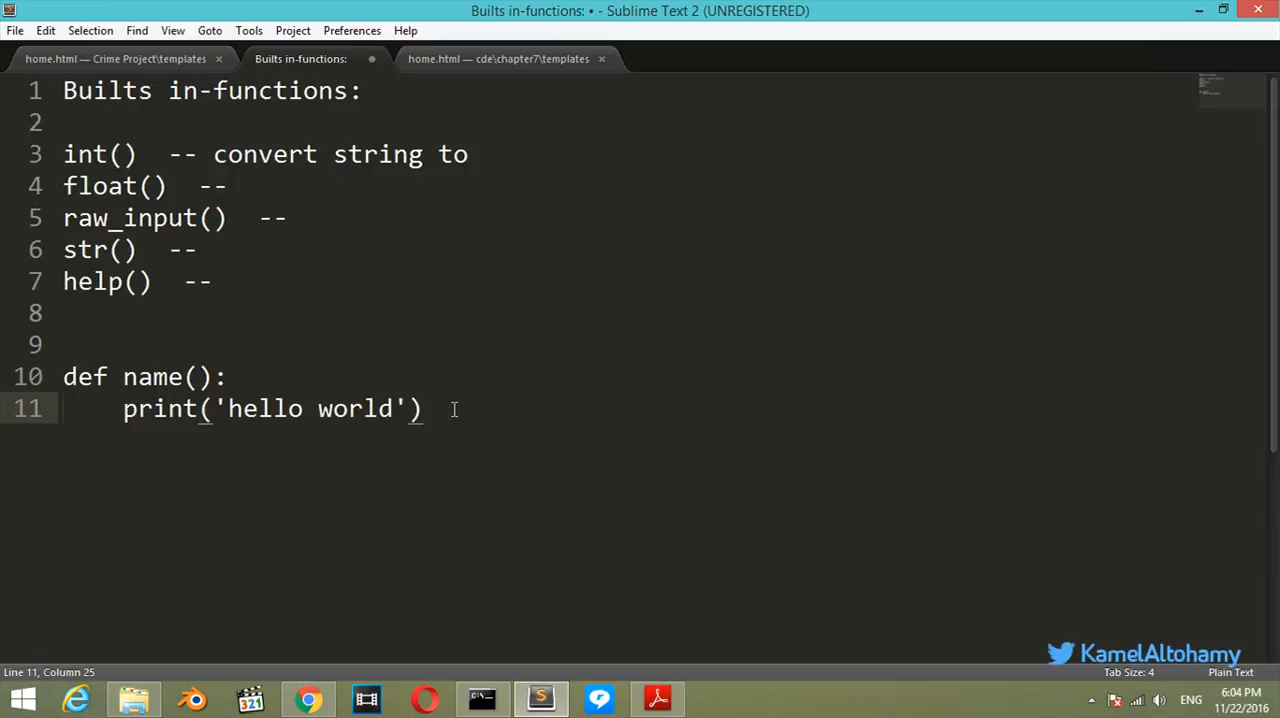 Builts in-functions: • - Sublime Text 2 (UNREGISTERED)
File Edit Selection Find View Goto Tools Project Preferences Help
home.html — Crime Project\templates × Builts in-functions: • home.html — cde\chapter7\templates ×
1 Builts in-functions:
2
3 int()  -- convert string to
4 float()  --
5 raw_input()  --
6 str()  --
7 help()  --
8
9
10 def name():
11     print('hello world')
KamelAltohamy
Line 11, Column 25 Tab Size: 4 Plain Text
321
ENG 6:04 PM
11/22/2016